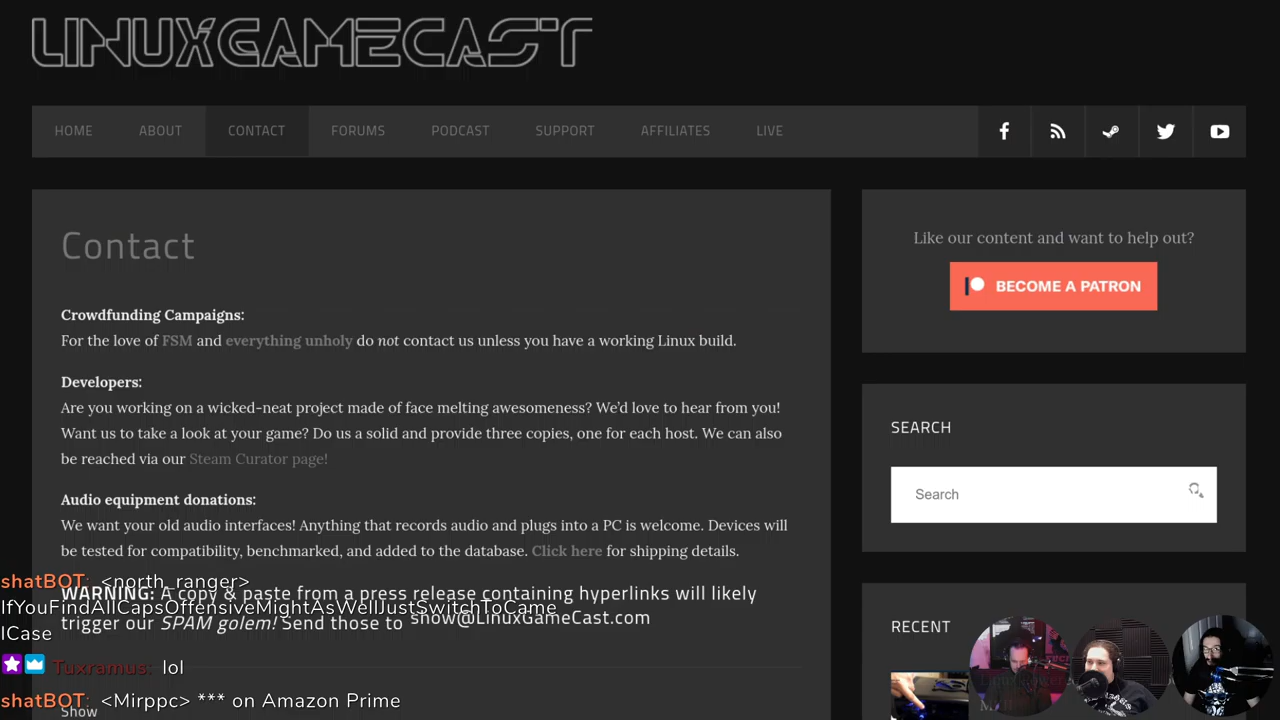 LINUXGAMECAST
HOME ABOUT CONTACT FORUMS PODCAST SUPPORT AFFILIATES LIVE
Contact
Crowdfunding Campaigns:
For the love of FSM and everything unholy do not contact us unless you have a working Linux build.
Developers:
Are you working on a wicked-neat project made of face melting awesomeness? We'd love to hear from you!
Want us to take a look at your game? Do us a solid and provide three copies, one for each host. We can also
be reached via our Steam Curator page!
Audio equipment donations:
We want your old audio interfaces! Anything that records audio and plugs into a PC is welcome. Devices will
be tested for compatibility, benchmarked, and added to the database. Click here for shipping details.
WARNING: A copy & paste from a press release containing hyperlinks will likely
trigger our SPAM golem! Send those to show@LinuxGameCast.com
Show
Like our content and want to help out?
BECOME A PATRON
SEARCH
Search
RECENT
shatBOT: <north_ranger>
IfYouFindAllCapsOffensiveMightAsWellJustSwitchToCame
lCase
Tuxramus: lol
shatBOT: <Mirppc> *** on Amazon Prime